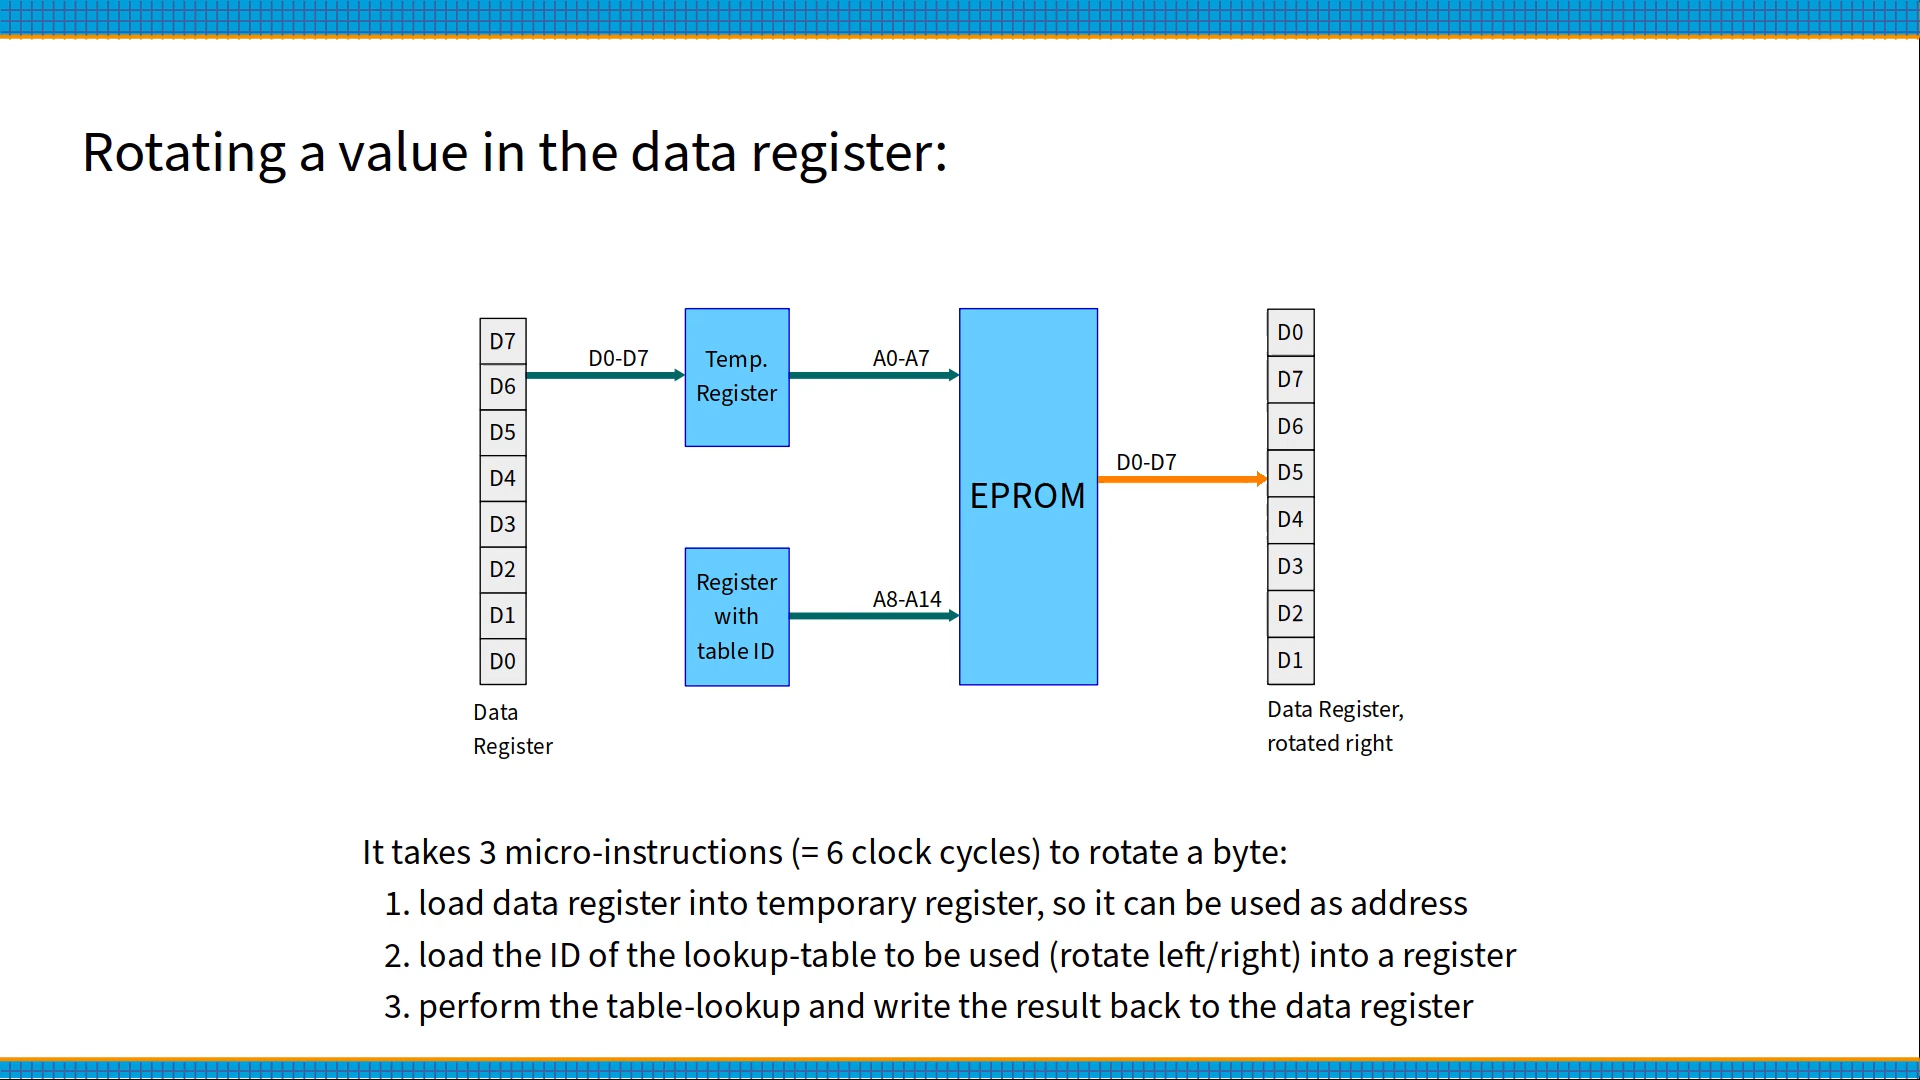 Rotating a value in the data register:
D7
D6
D5
D4
D3
D2
D1
D0
Data
Register
D0-D7
Temp.
Register
A0-A7
Register
with
table ID
A8-A14
EPROM
D0-D7
D0
D7
D6
D5
D4
D3
D2
D1
Data Register,
rotated right
It takes 3 micro-instructions (= 6 clock cycles) to rotate a byte:
1. load data register into temporary register, so it can be used as address
2. load the ID of the lookup-table to be used (rotate left/right) into a register
3. perform the table-lookup and write the result back to the data register